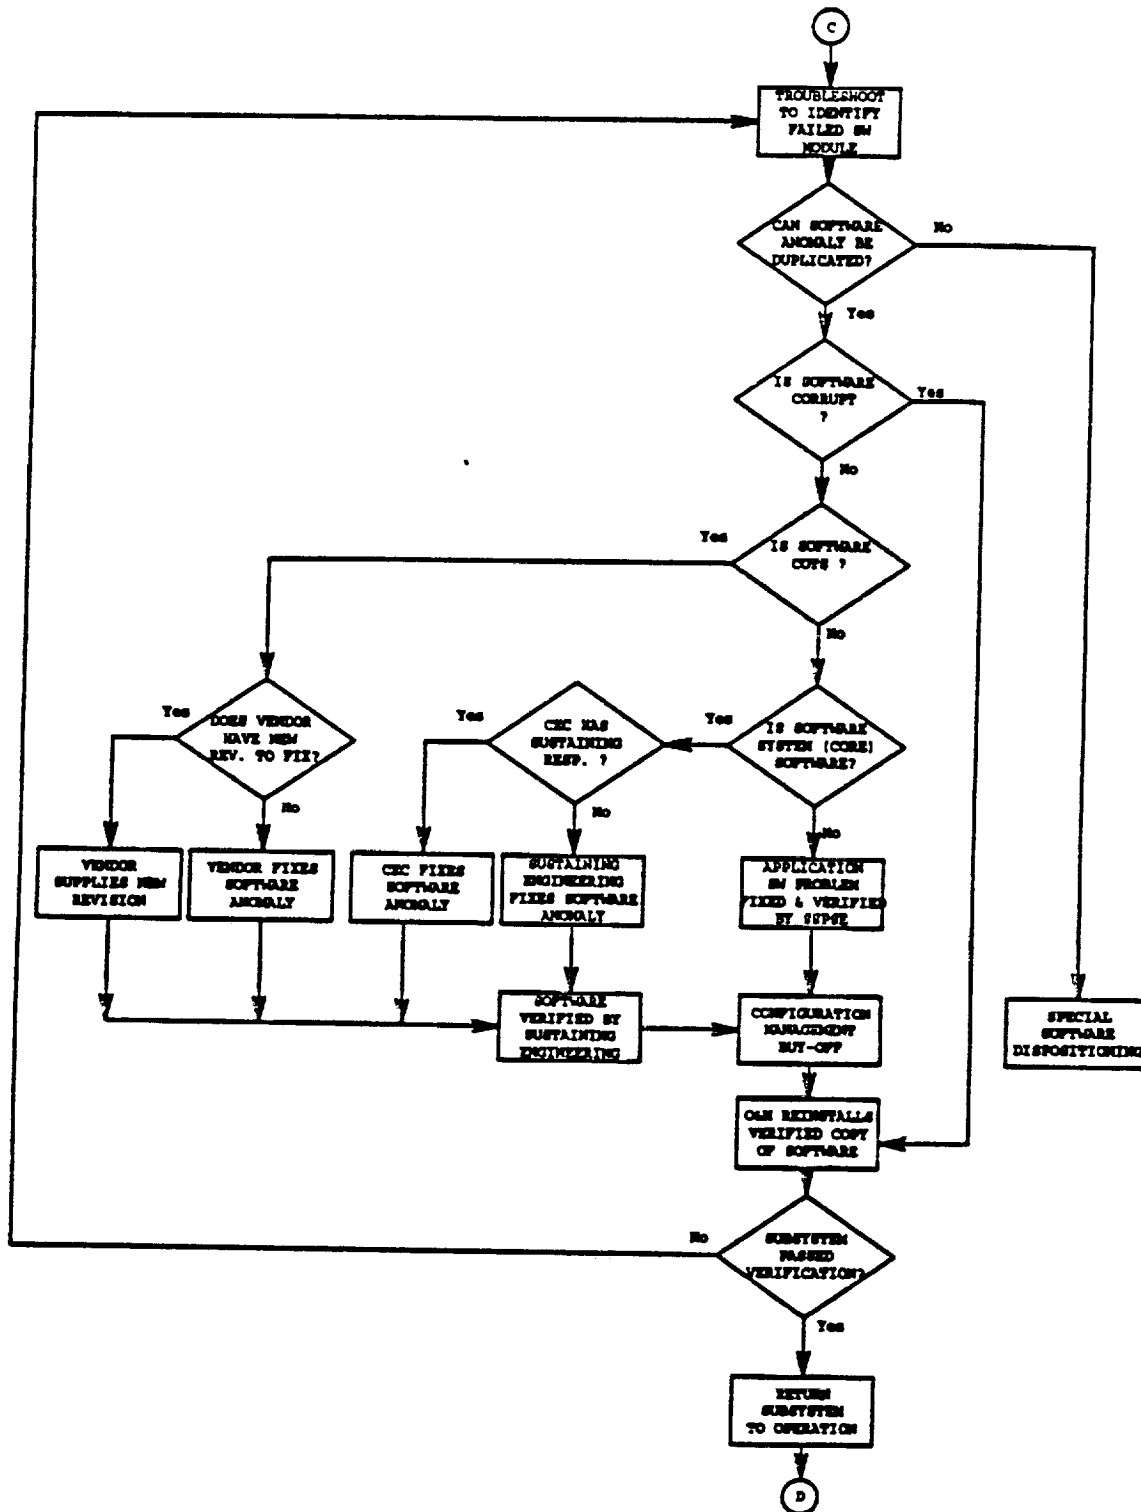 C
TROUBLESHOOT
TO IDENTIFY
FAILED SW
MODULE
CAN SOFTWARE
ANOMALY BE
DUPLICATED?
No
Yes
IS SOFTWARE
CORRUPT
?
Yes
No
IS SOFTWARE
COTS ?
Yes
No
DOES VENDOR
HAVE NEW
REV. TO FIX?
Yes
No
CEC HAS
SUSTAINING
RESP. ?
Yes
No
IS SOFTWARE
SYSTEM (CORE)
SOFTWARE?
Yes
No
VENDOR
SUPPLIES NEW
REVISION
VENDOR FIXES
SOFTWARE
ANOMALY
CEC FIXES
SOFTWARE
ANOMALY
SUSTAINING
ENGINEERING
FIXES SOFTWARE
ANOMALY
APPLICATION
SW PROBLEM
FIXED & VERIFIED
BY
SOFTWARE
VERIFIED BY
SUSTAINING
ENGINEERING
CONFIGURATION
MANAGEMENT
BUY-OFF
SPECIAL
SOFTWARE
DISPOSITIONING
O&M REINSTALLS
VERIFIED COPY
OF SOFTWARE
SUBSYSTEM
PASSED
VERIFICATION?
No
Yes
RETURN
SUBSYSTEM
TO OPERATION
D